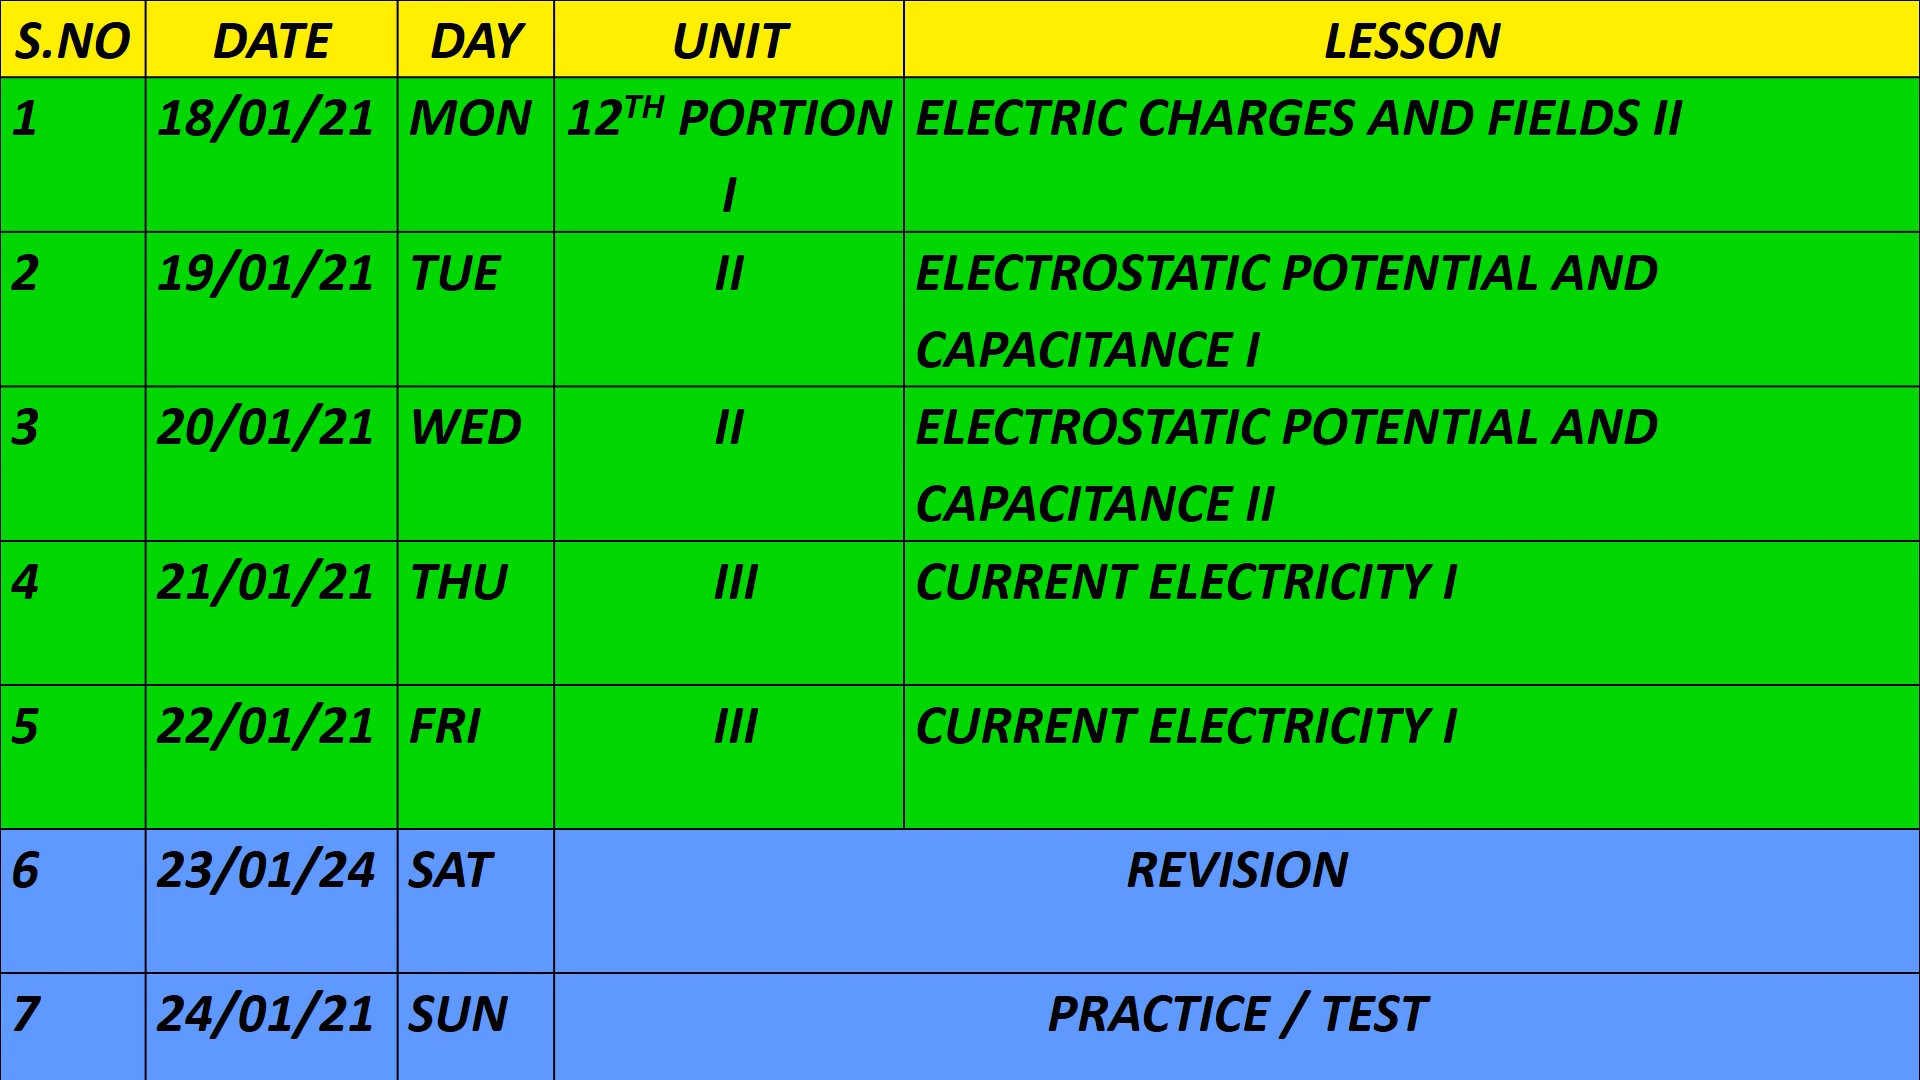 S.NO DATE DAY UNIT LESSON
1 18/01/21 MON 12TH PORTION ELECTRIC CHARGES AND FIELDS II
I
2 19/01/21 TUE II ELECTROSTATIC POTENTIAL AND
CAPACITANCE I
3 20/01/21 WED II ELECTROSTATIC POTENTIAL AND
CAPACITANCE II
4 21/01/21 THU III CURRENT ELECTRICITY I
5 22/01/21 FRI III CURRENT ELECTRICITY I
6 23/01/24 SAT REVISION
7 24/01/21 SUN PRACTICE / TEST